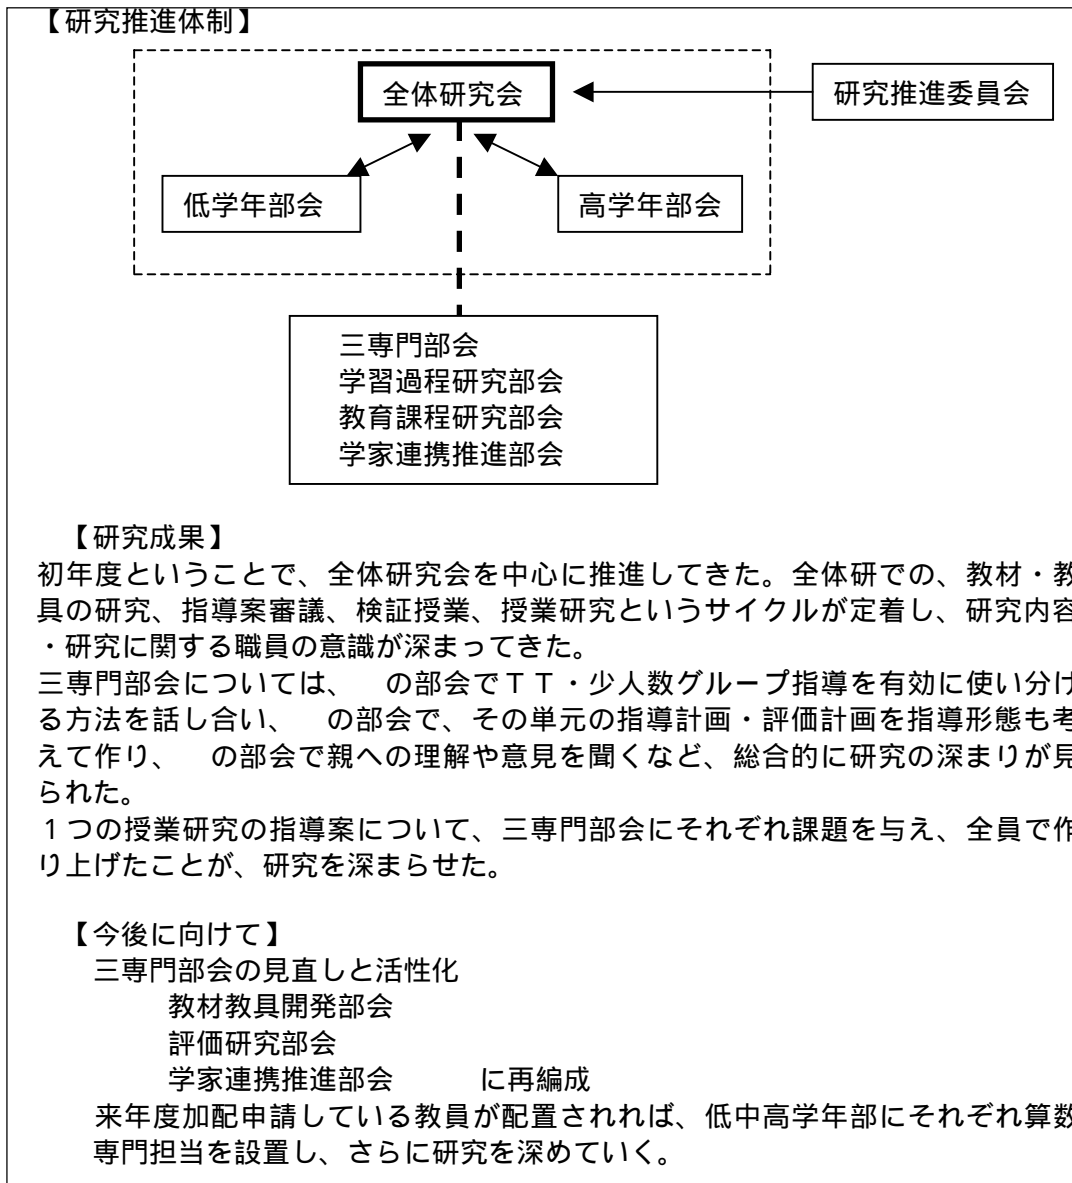 【研究推進体制】
全体研究会
研究推進委員会
低学年部会
高学年部会
三専門部会
学習過程研究部会
教育課程研究部会
学家連携推進部会
【研究成果】
初年度ということで、全体研究会を中心に推進してきた。全体研での、教材・教
具の研究、指導案審議、検証授業、授業研究というサイクルが定着し、研究内容
・研究に関する職員の意識が深まってきた。
三専門部会については、　の部会でＴＴ・少人数グループ指導を有効に使い分け
る方法を話し合い、　の部会で、その単元の指導計画・評価計画を指導形態も考
えて作り、　の部会で親への理解や意見を聞くなど、総合的に研究の深まりが見
られた。
１つの授業研究の指導案について、三専門部会にそれぞれ課題を与え、全員で作
り上げたことが、研究を深まらせた。
【今後に向けて】
三専門部会の見直しと活性化
教材教具開発部会
評価研究部会
学家連携推進部会　　　に再編成
来年度加配申請している教員が配置されれば、低中高学年部にそれぞれ算数
専門担当を設置し、さらに研究を深めていく。